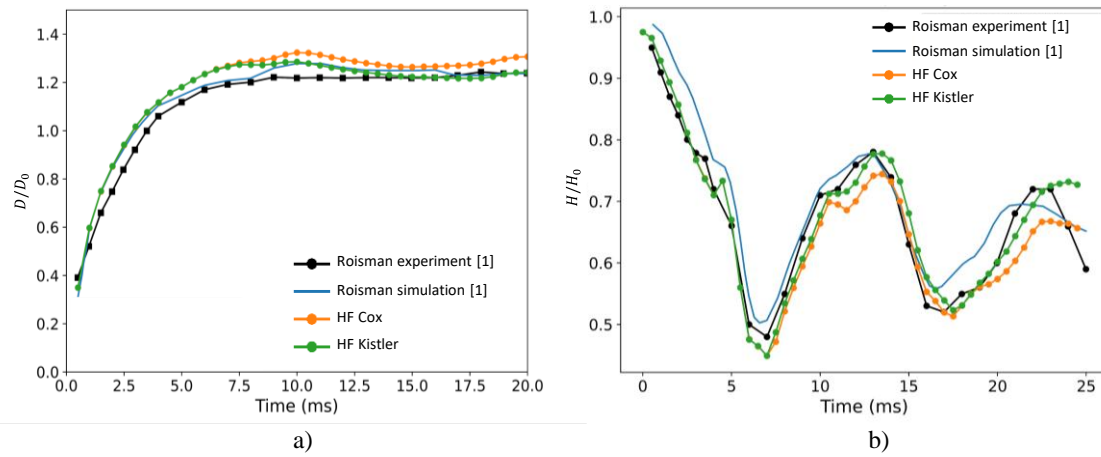 1.4
1.2
1.0
0.8
0.6
0.4
0.2
0.0
D/D₀
Roisman experiment [1]
Roisman simulation [1]
HF Cox
HF Kistler
0.0 2.5 5.0 7.5 10.0 12.5 15.0 17.5 20.0
Time (ms)
a)
1.0
0.9
0.8
0.7
0.6
0.5
H/H₀
Roisman experiment [1]
Roisman simulation [1]
HF Cox
HF Kistler
0 5 10 15 20 25
Time (ms)
b)